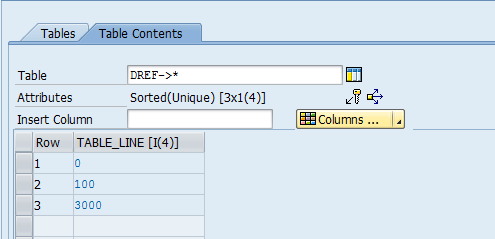 Tables Table Contents
Table DREF->*
Attributes Sorted(Unique) [3x1(4)]
Insert Column Columns ...
Row TABLE_LINE [I(4)]
1 0
2 100
3 3000